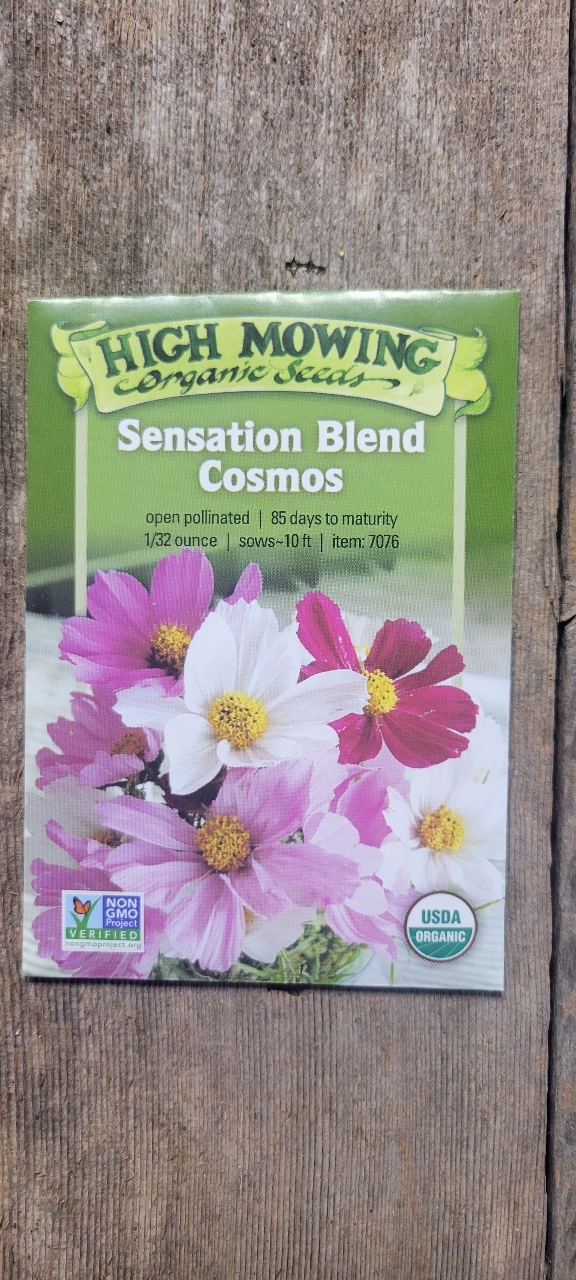 HIGH MOWING
Organic Seeds
Sensation Blend
Cosmos
open pollinated | 85 days to maturity
1/32 ounce | sows~10 ft | item: 7076
NON
GMO
Project
VERIFIED
nongmoproject.org
USDA
ORGANIC